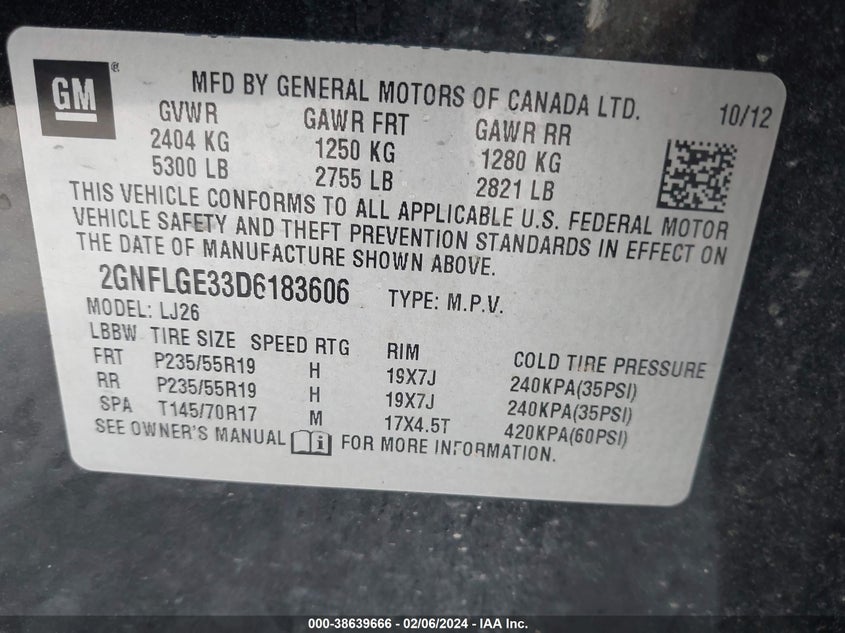 GM®
MFD BY GENERAL MOTORS OF CANADA LTD. 10/12
GVWR GAWR FRT GAWR RR
2404 KG 1250 KG 1280 KG
5300 LB 2755 LB 2821 LB
THIS VEHICLE CONFORMS TO ALL APPLICABLE U.S. FEDERAL MOTOR
VEHICLE SAFETY AND THEFT PREVENTION STANDARDS IN EFFECT ON
THE DATE OF MANUFACTURE SHOWN ABOVE.
2GNFLGE33D6183606 TYPE: M.P.V.
MODEL: LJ26
LBBW TIRE SIZE SPEED RTG RIM COLD TIRE PRESSURE
FRT P235/55R19 H 19X7J 240KPA(35PSI)
RR P235/55R19 H 19X7J 240KPA(35PSI)
SPA T145/70R17 M 17X4.5T 420KPA(60PSI)
SEE OWNER'S MANUAL i FOR MORE INFORMATION.
000-38639666 - 02/06/2024 - IAA Inc.